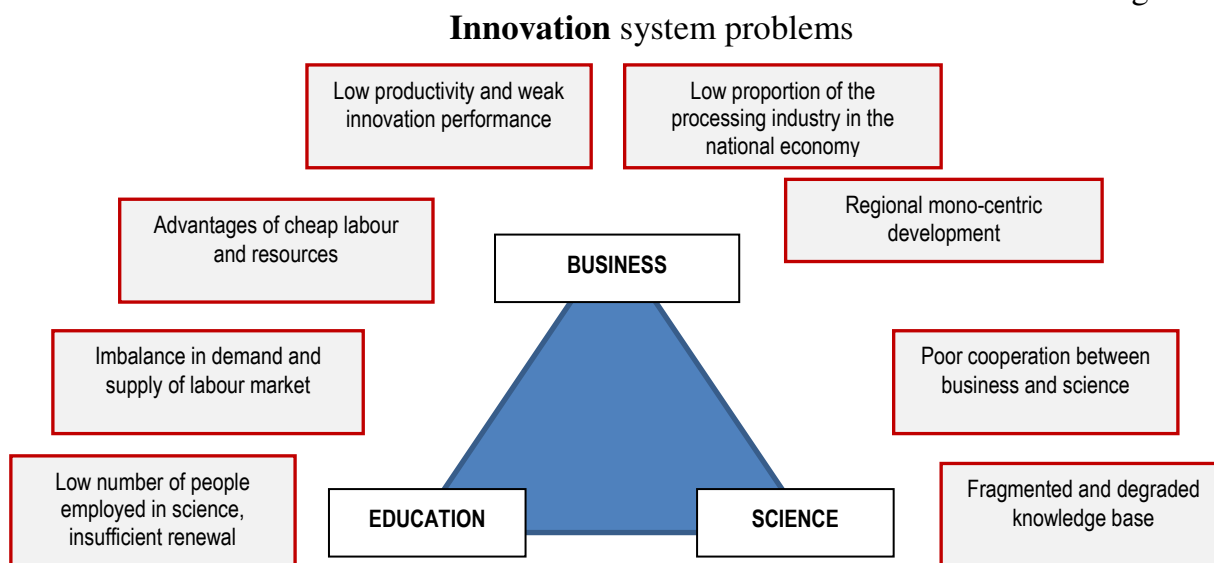 Innovation system problems
Low productivity and weak
innovation performance
Low proportion of the
processing industry in the
national economy
Advantages of cheap labour
and resources
Regional mono-centric
development
BUSINESS
Imbalance in demand and
supply of labour market
Poor cooperation between
business and science
Low number of people
employed in science,
insufficient renewal
EDUCATION
SCIENCE
Fragmented and degraded
knowledge base